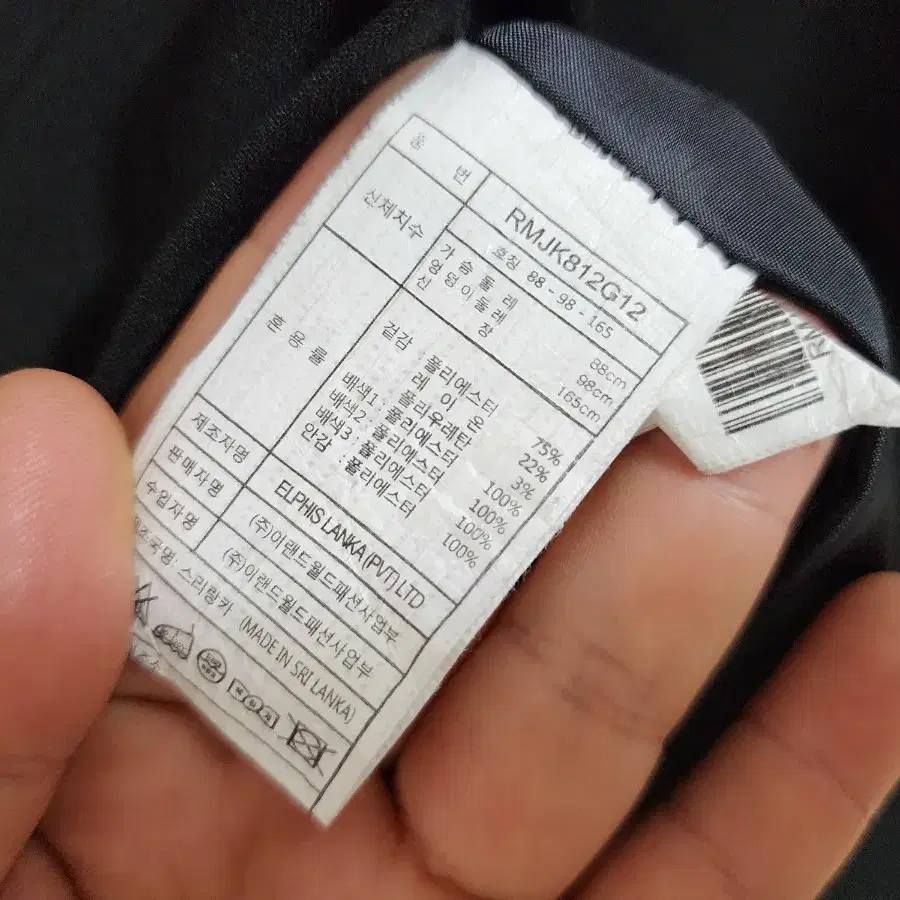 품 번 RMJK812G12
신체치수 호칭 88 - 98 - 165
가슴둘레 88cm
엉덩이둘레 98cm
신 장 165cm
혼용률 겉감 : 폴리에스터 75%
레 이 온 22%
폴리우레탄 3%
배색1 : 폴리에스터 100%
배색2 : 폴리에스터 100%
배색3 : 폴리에스터 100%
안감 : 폴리에스터 100%
제조자명 ELPHIS LANKA (PVT) LTD
판매자명 (주)이랜드월드패션사업부
수입자명 (주)이랜드월드패션사업부
제조국명: 스리랑카 (MADE IN SRI LANKA)